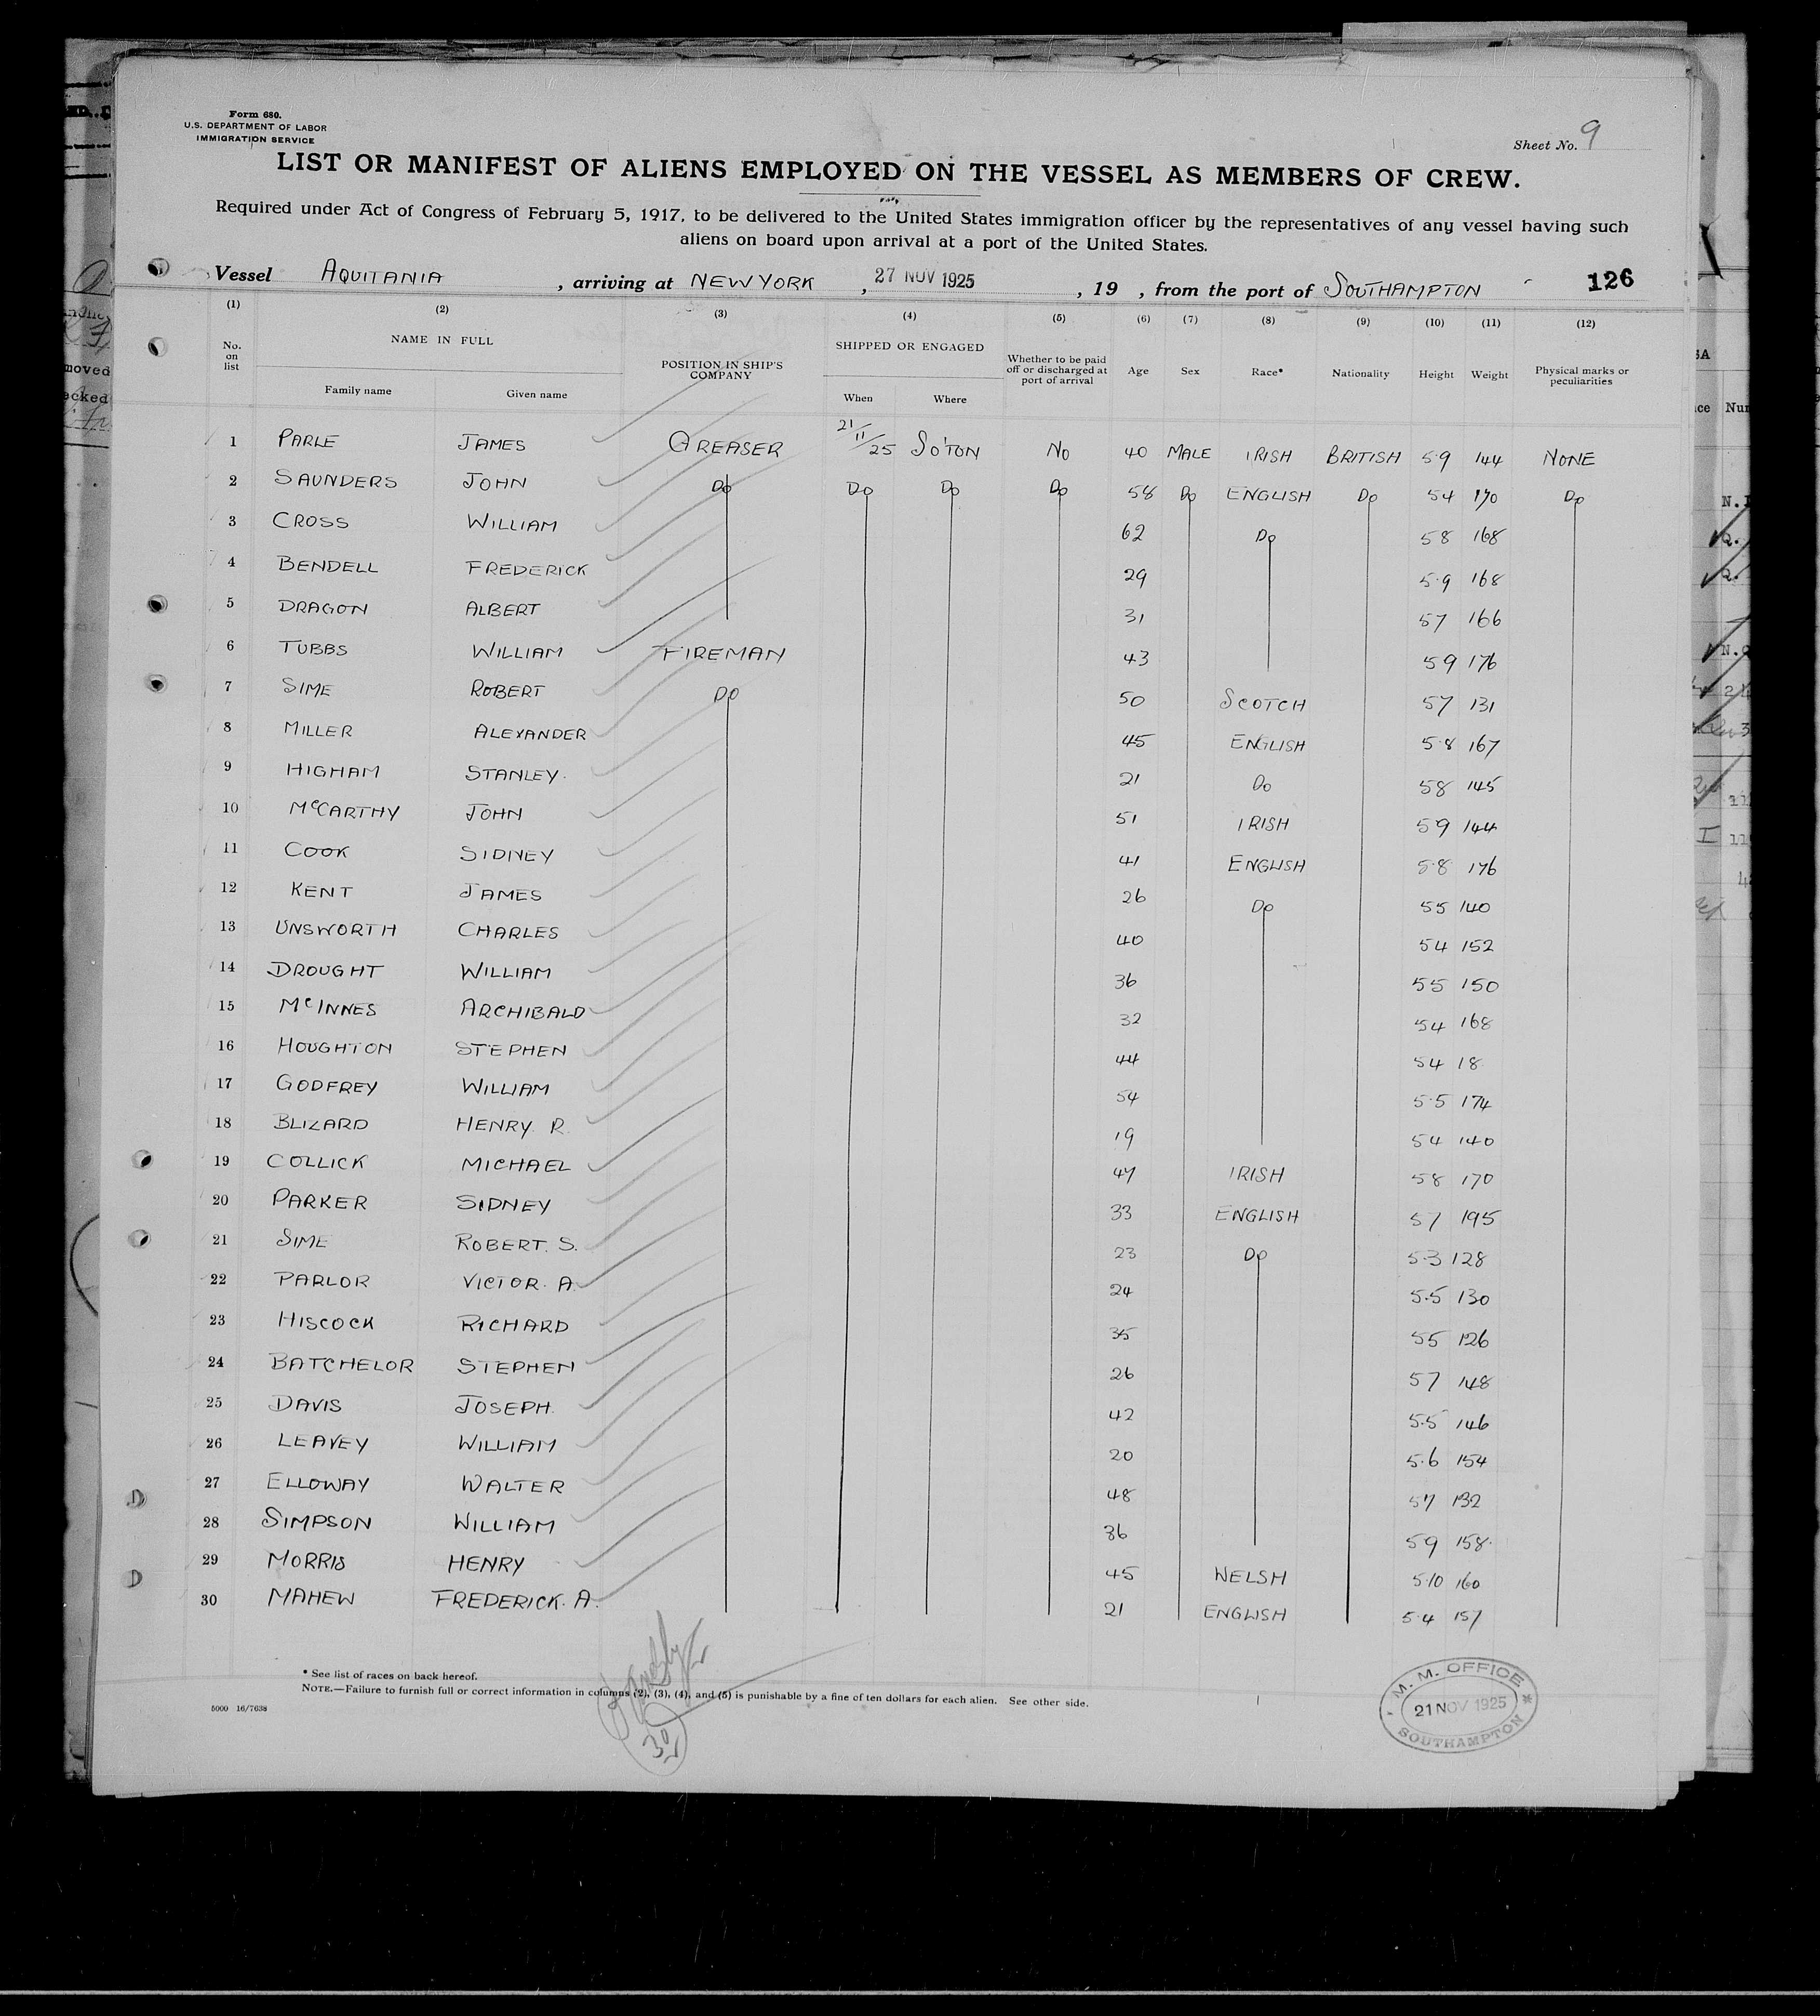 Form 680.
U.S. DEPARTMENT OF LABOR
IMMIGRATION SERVICE
Sheet No. 9
LIST OR MANIFEST OF ALIENS EMPLOYED ON THE VESSEL AS MEMBERS OF CREW.
Required under Act of Congress of February 5, 1917, to be delivered to the United States immigration officer by the representatives of any vessel having such
aliens on board upon arrival at a port of the United States.
Vessel AQUITANIA , arriving at NEW YORK , 27 NOV 1925 , 19 , from the port of SOUTHAMPTON 126
(1) (2) (3) (4) (5) (6) (7) (8) (9) (10) (11) (12)
No. on list NAME IN FULL Family name Given name POSITION IN SHIP'S COMPANY SHIPPED OR ENGAGED When Where Whether to be paid off or discharged at port of arrival Age Sex Race* Nationality Height Weight Physical marks or peculiarities
1 PARLE JAMES GREASER 21/11/25 SO'TON NO 40 MALE IRISH BRITISH 5 9 144 NONE
2 SAUNDERS JOHN DO DO DO DO 58 DO ENGLISH DO 5 4 170 DO
3 CROSS WILLIAM 62 DO 5 8 168
4 BENDELL FREDERICK 29 5.9 168
5 DRAGON ALBERT 31 5 7 166
6 TUBBS WILLIAM FIREMAN 43 5 9 176
7 SIME ROBERT DO 50 SCOTCH 5 7 131
8 MILLER ALEXANDER 45 ENGLISH 5.8 167
9 HIGHAM STANLEY. 21 DO 5 8 145
10 McCARTHY JOHN 51 IRISH 5 9 144
11 COOK SIDNEY 41 ENGLISH 5.8 176
12 KENT JAMES 26 DO 5 5 140
13 UNSWORTH CHARLES 40 5 4 152
14 DROUGHT WILLIAM 36 5 5 150
15 McINNES ARCHIBALD 32 5 4 168
16 HOUGHTON STEPHEN 44 5 4 18
17 GODFREY WILLIAM 54 5.5 174
18 BLIZARD HENRY. R. 19 5 4 140
19 COLLICK MICHAEL 47 IRISH 5 8 170
20 PARKER SIDNEY 33 ENGLISH 5 7 195
21 SIME ROBERT. S. 23 DO 5.3 128
22 PARLOR VICTOR. A. 24 5.5 130
23 HISCOCK RICHARD 35 5 5 126
24 BATCHELOR STEPHEN 26 5 7 148
25 DAVIS JOSEPH. 42 5.5 146
26 LEAVEY WILLIAM 20 5.6 154
27 ELLOWAY WALTER 48 5 7 132
28 SIMPSON WILLIAM 36 5 9 158.
29 MORRIS HENRY 45 WELSH 5.10 160
30 MAHEW FREDERICK. A. 21 ENGLISH 5.4 157
* See list of races on back hereof.
NOTE.—Failure to furnish full or correct information in columns (2), (3), (4), and (5) is punishable by a fine of ten dollars for each alien. See other side.
5000 16/7638
30
M. M. OFFICE
21 NOV 1925
SOUTHAMPTON